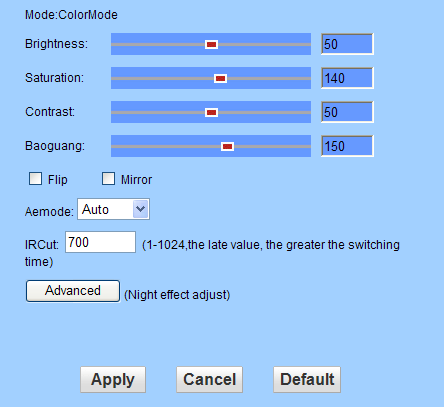 Mode:ColorMode
Brightness: 50
Saturation: 140
Contrast: 50
Baoguang: 150
Flip Mirror
Aemode: Auto
IRCut: 700 (1-1024,the late value, the greater the switching
time)
Advanced (Night effect adjust)
Apply Cancel Default